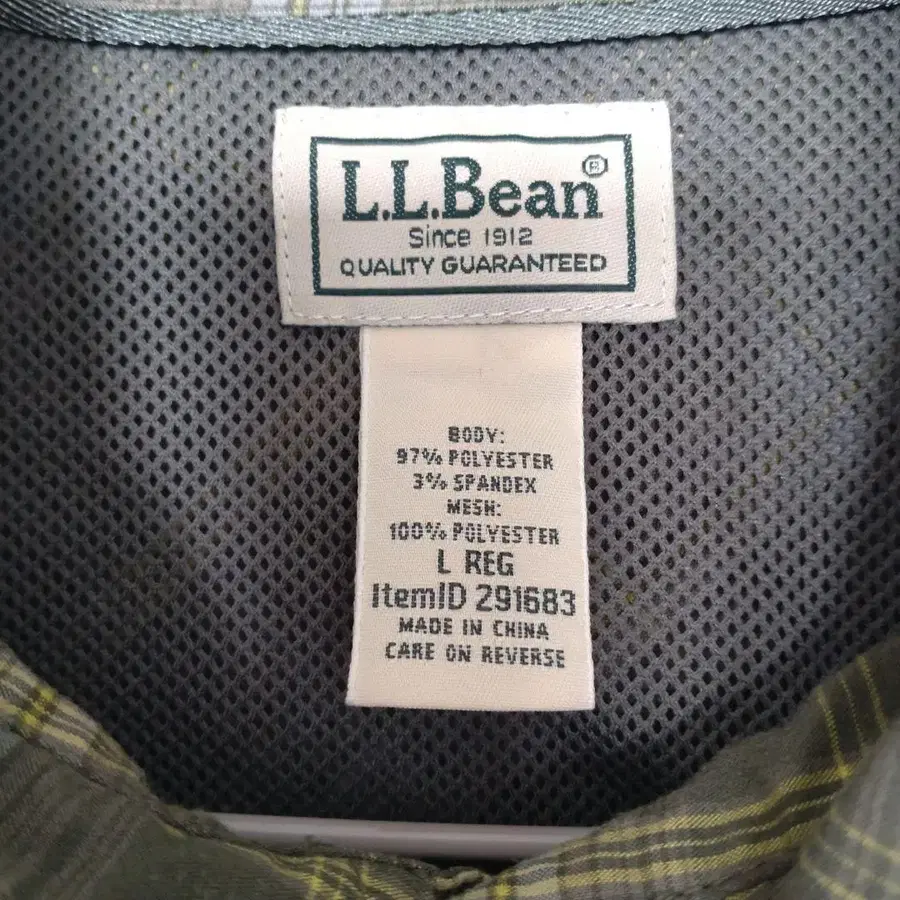 L.L.Bean®
Since 1912
QUALITY GUARANTEED
BODY:
97% POLYESTER
3% SPANDEX
MESH:
100% POLYESTER
L REG
ItemID 291683
MADE IN CHINA
CARE ON REVERSE